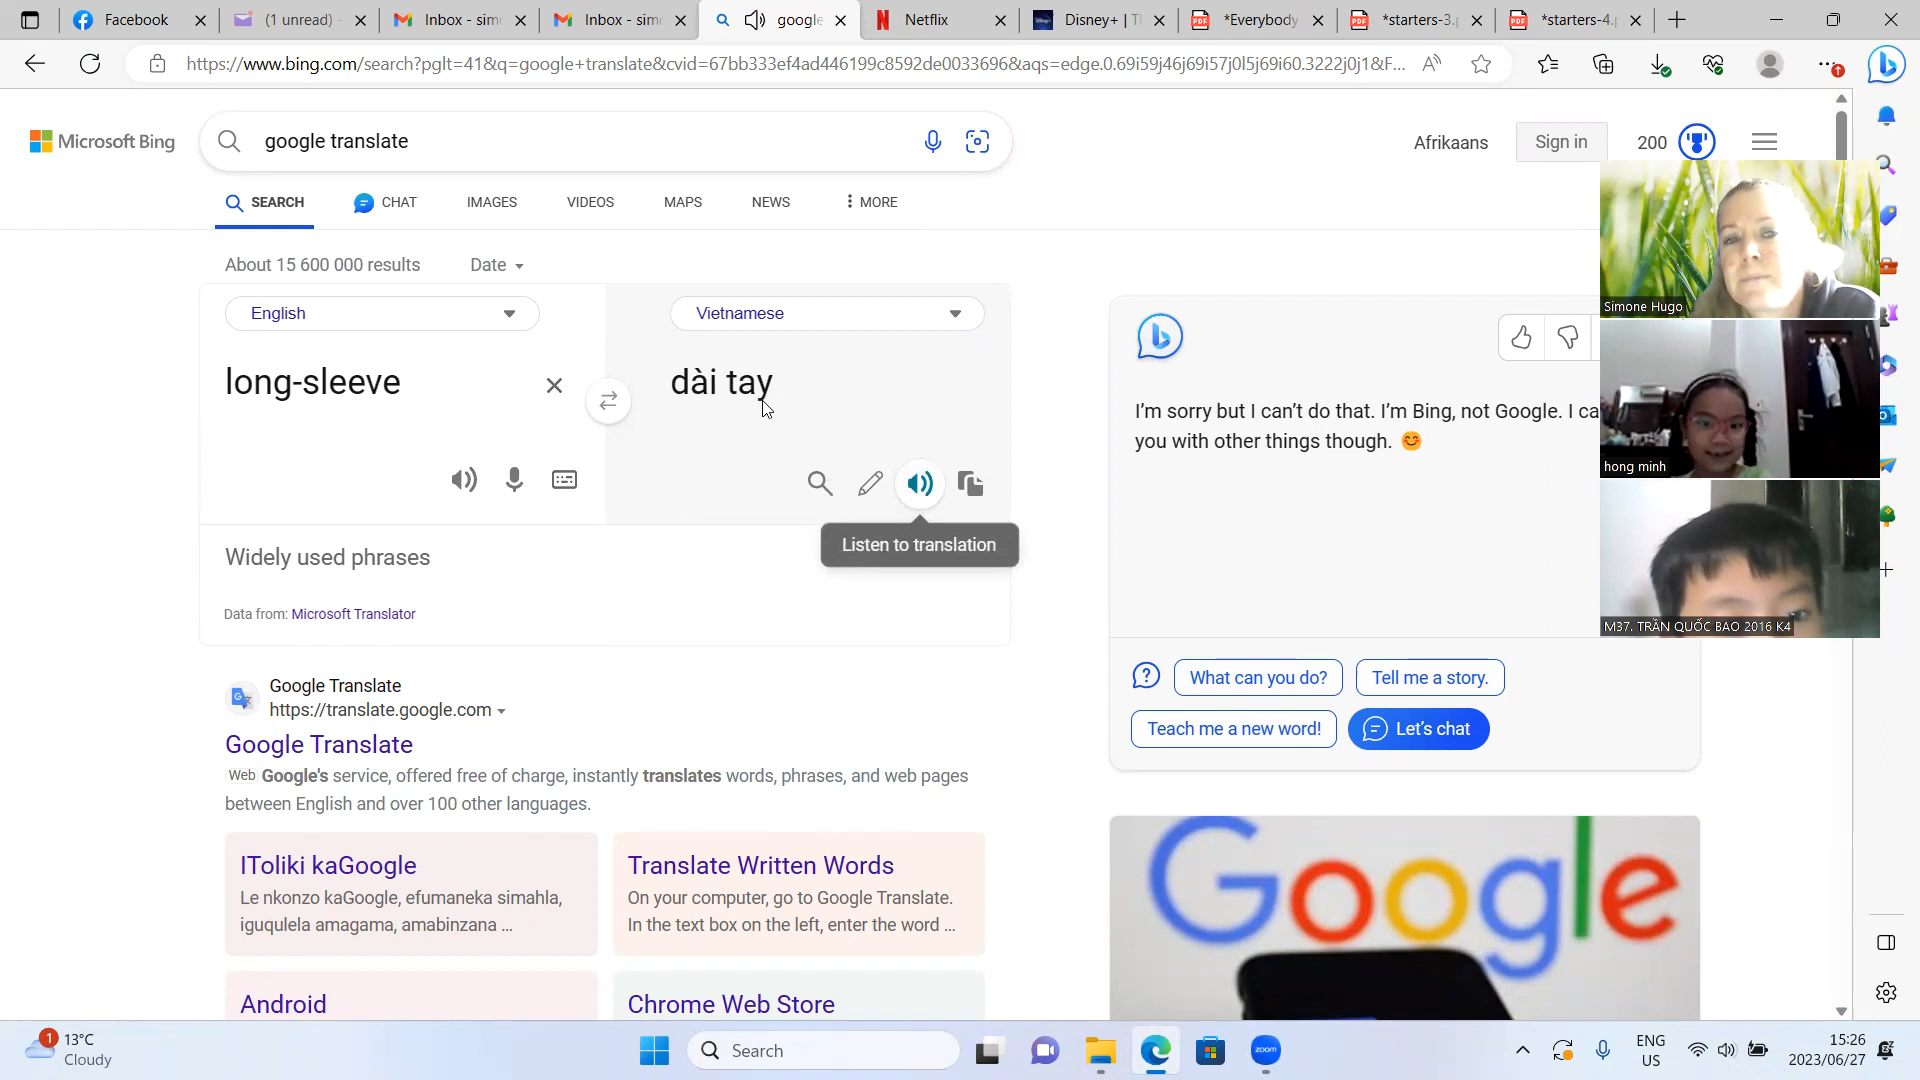 Facebook
(1 unread) -
Inbox - sim
Inbox - sim
google
Netflix
Disney+ | Th
*Everybody
*starters-3.p
*starters-4.p
https://www.bing.com/search?pglt=41&q=google+translate&cvid=67bb333ef4ad446199c8592de0033696&aqs=edge.0.69i59j46j69i57j0l5j69i60.3222j0j1&F...
Microsoft Bing
google translate
Afrikaans
Sign in
200
SEARCH
CHAT
IMAGES
VIDEOS
MAPS
NEWS
MORE
About 15 600 000 results
Date
English
Vietnamese
long-sleeve
dài tay
Listen to translation
Widely used phrases
Data from: Microsoft Translator
I'm sorry but I can't do that. I'm Bing, not Google. I ca
you with other things though. 😊
What can you do?
Tell me a story.
Teach me a new word!
Let's chat
Simone Hugo
hong minh
M37. TRẦN QUỐC BAO 2016 K4
Google Translate
https://translate.google.com
Google Translate
Web Google's service, offered free of charge, instantly translates words, phrases, and web pages
between English and over 100 other languages.
IToliki kaGoogle
Le nkonzo kaGoogle, efumaneka simahla,
iguqulela amagama, amabinzana ...
Translate Written Words
On your computer, go to Google Translate.
In the text box on the left, enter the word ...
Android
Chrome Web Store
Google
1
13°C
Cloudy
Search
zoom
ENG
US
15:26
2023/06/27